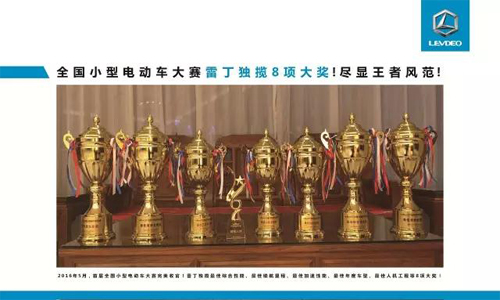 LEVDEO
全国小型电动车大赛雷丁独揽8项大奖!尽显王者风范!
2016年5月，首届全国小型电动车大赛完美收官！雷丁独揽最佳综合性能、最佳续航里程、最佳加速性能、最佳年度车型、最佳人机工程等8项大奖！